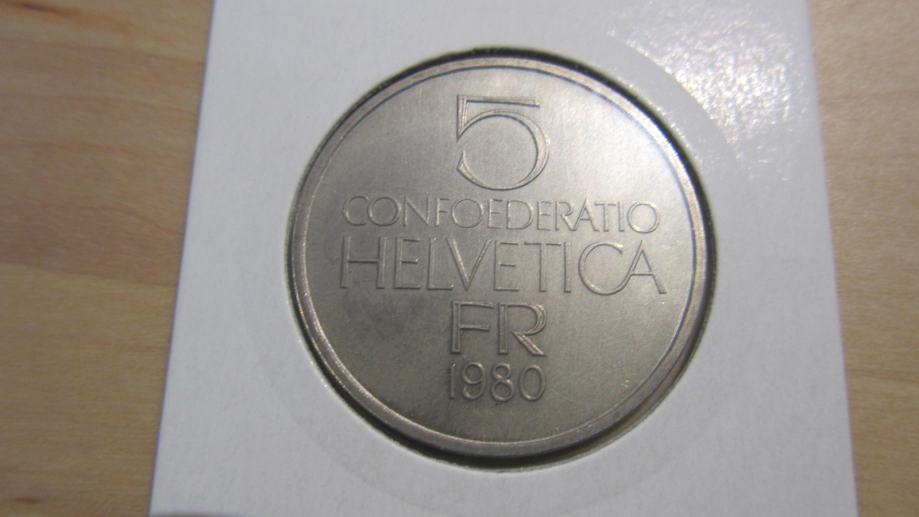 5
CONFOEDERATIO
HELVETICA
FR
1980